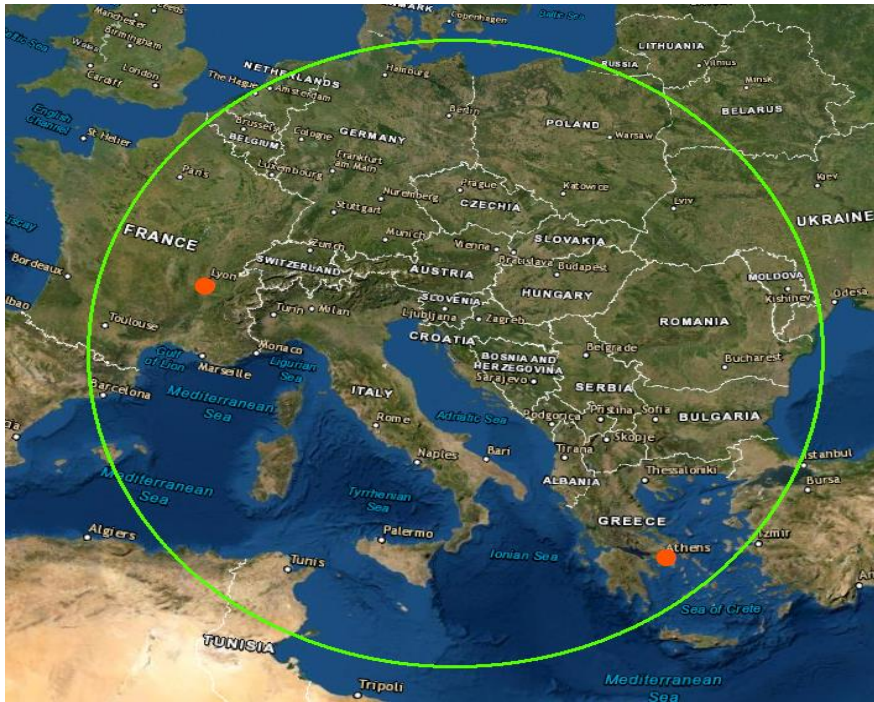 DENMARK
Copenhagen
Baltic Sea
Leeds
Manchester
Birmingham
Wales
Cardiff
London
LITHUANIA
Vilnius
RUSSIA
Minsk
BELARUS
NETHERLANDS
The Hague
Amsterdam
Hamburg
Berlin
English
Channel
St. Helier
Brussels
BELGIUM
Cologne
GERMANY
POLAND
Warsaw
Paris
Luxembourg
Frankfurt
am Main
Prague
CZECHIA
Katowice
Lviv
Kiev
UKRAINE
Nuremberg
Stuttgart
Munich
Vienna
SLOVAKIA
Bratislava
Budapest
FRANCE
Zurich
SWITZERLAND
AUSTRIA
HUNGARY
MOLDOVA
Kishinev
Odesa
Biscay
Bordeaux
Lyon
Turin
Milan
SLOVENIA
Ljubljana
Zagreb
CROATIA
ROMANIA
Bucharest
Bilbao
Toulouse
Gulf
of Lion
Marseille
Monaco
Ligurian
Sea
BOSNIA AND
HERZEGOVINA
Sarajevo
Belgrade
SERBIA
Barcelona
Mediterranean
Sea
ITALY
Rome
Adriatic Sea
Podgorica
Pristina
Sofia
BULGARIA
Skopje
Tirana
Naples
Bari
ALBANIA
Thessaloniki
Istanbul
Bursa
Mediterranean
Sea
Tyrrhenian
Sea
Algiers
Palermo
Tunis
Ionian Sea
GREECE
Athens
Izmir
Sea of Crete
TUNISIA
Tripoli
Mediterranean
Sea